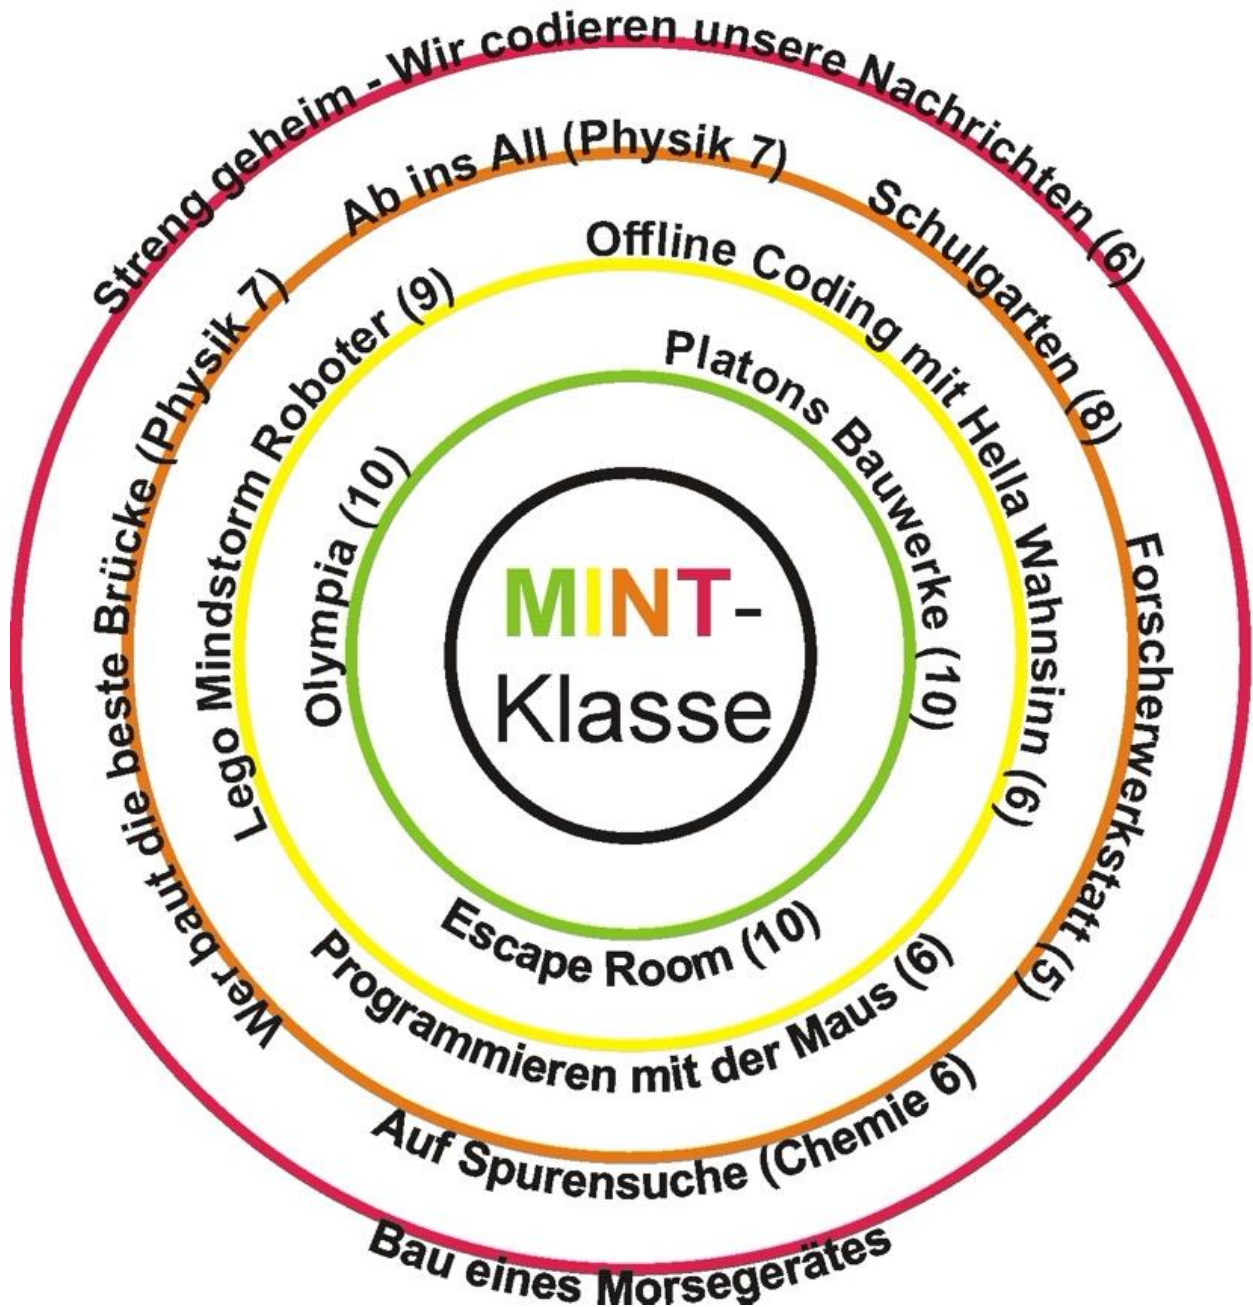 Streng geheim - Wir codieren unsere Nachrichten (6)
Ab ins All (Physik 7)
Schulgarten (8)
Forscherwerkstatt (5)
Auf Spurensuche (Chemie 6)
Wer baut die beste Brücke (Physik 7)
Lego Mindstorm Roboter (9)
Offline Coding mit Hella Wahnsinn (6)
Programmieren mit der Maus (6)
Olympia (10)
Platons Bauwerke (10)
Escape Room (10)
MINT-
Klasse
Bau eines Morsegerätes